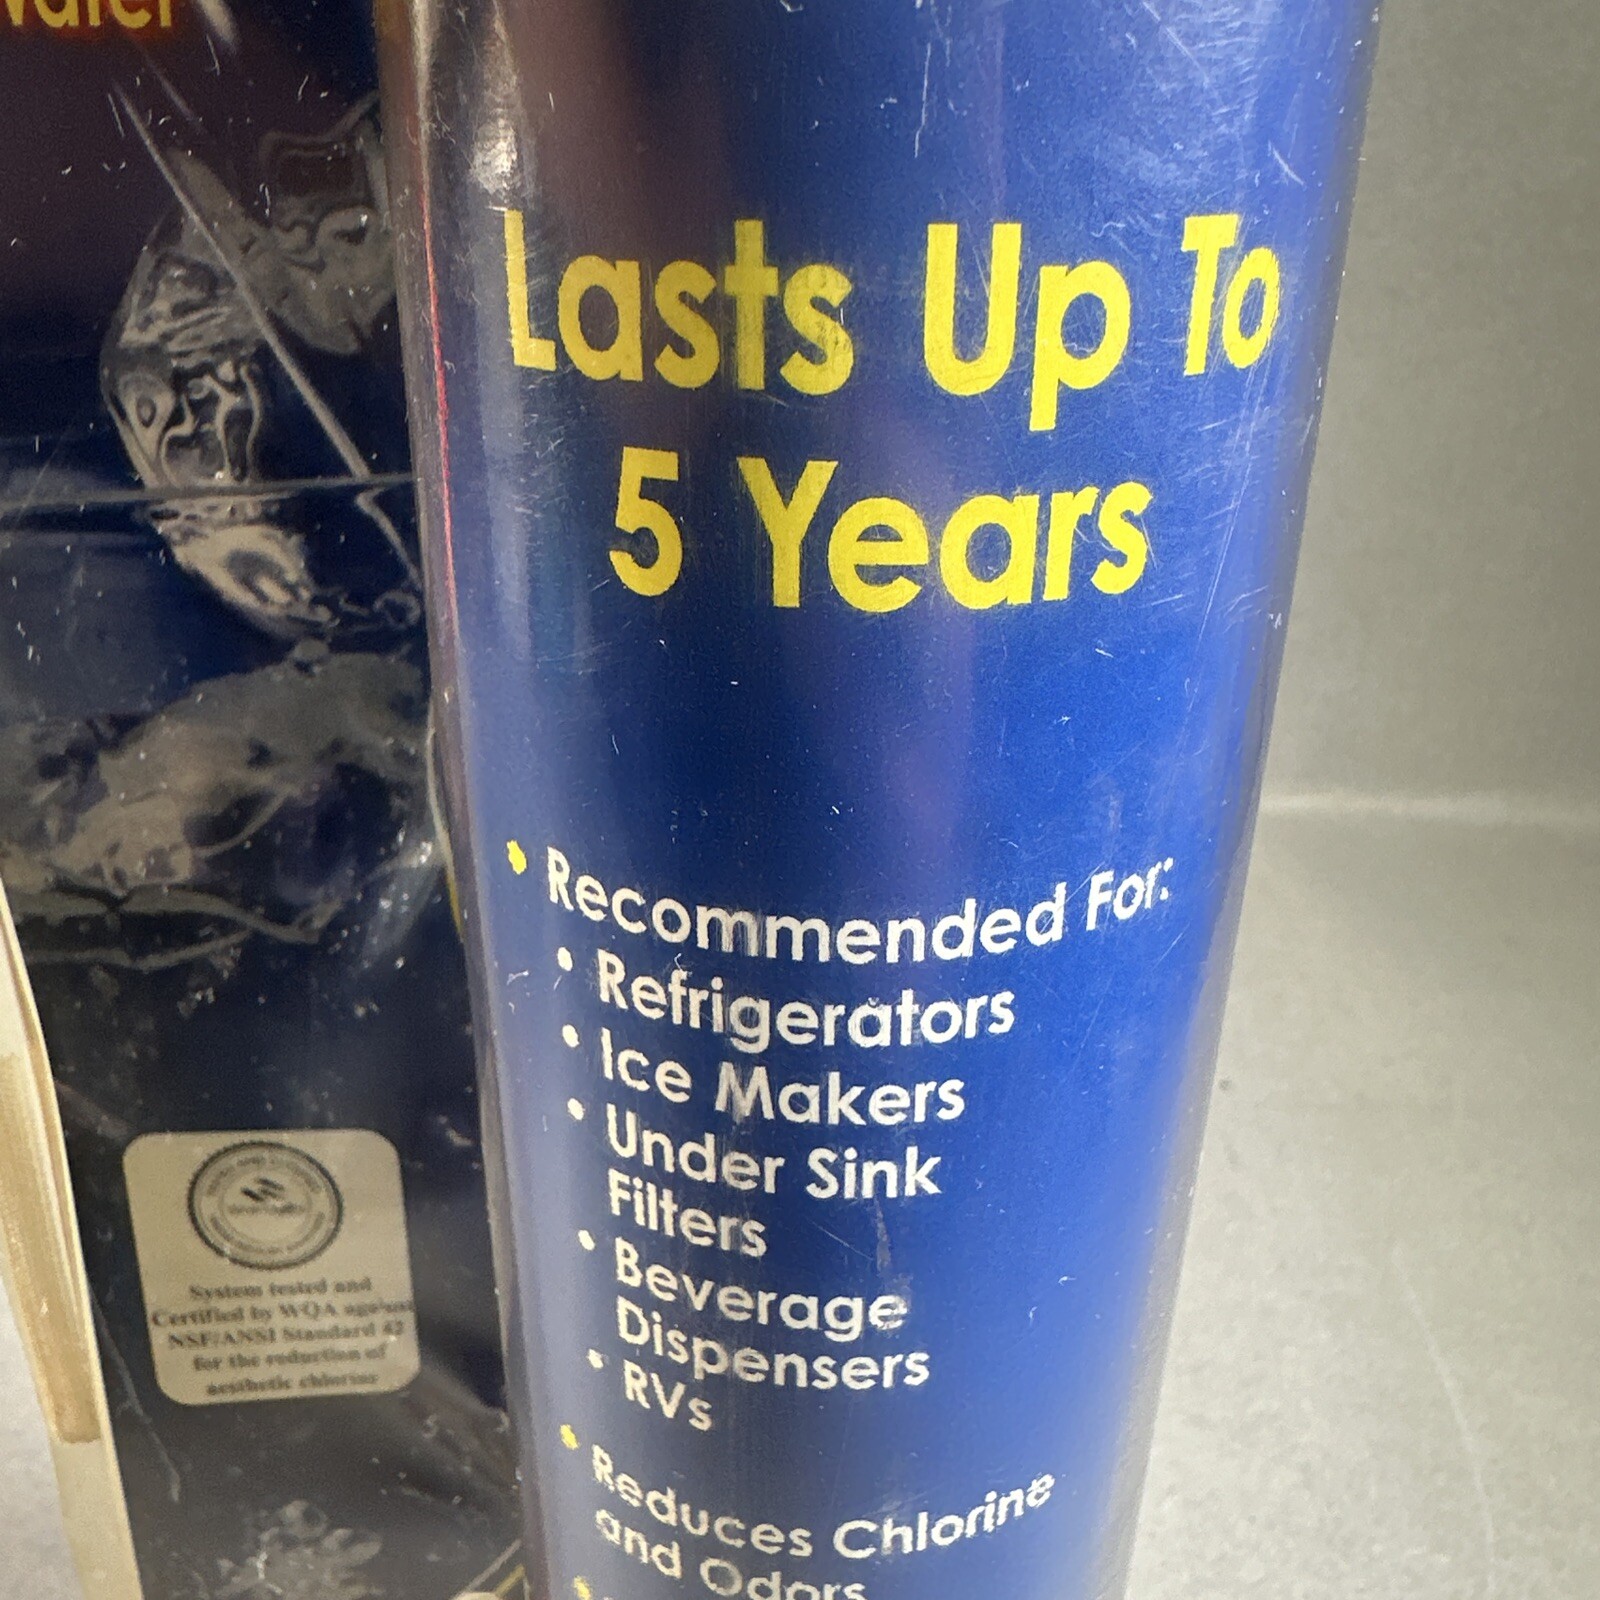 Lasts Up To
5 Years
• Recommended For:
• Refrigerators
• Ice Makers
• Under Sink
Filters
• Beverage
Dispensers
• RVs
• Reduces Chlorine
and Odors
System tested and
Certified by WQA against
NSF/ANSI Standard 42
for the reduction of
aesthetic chlorine